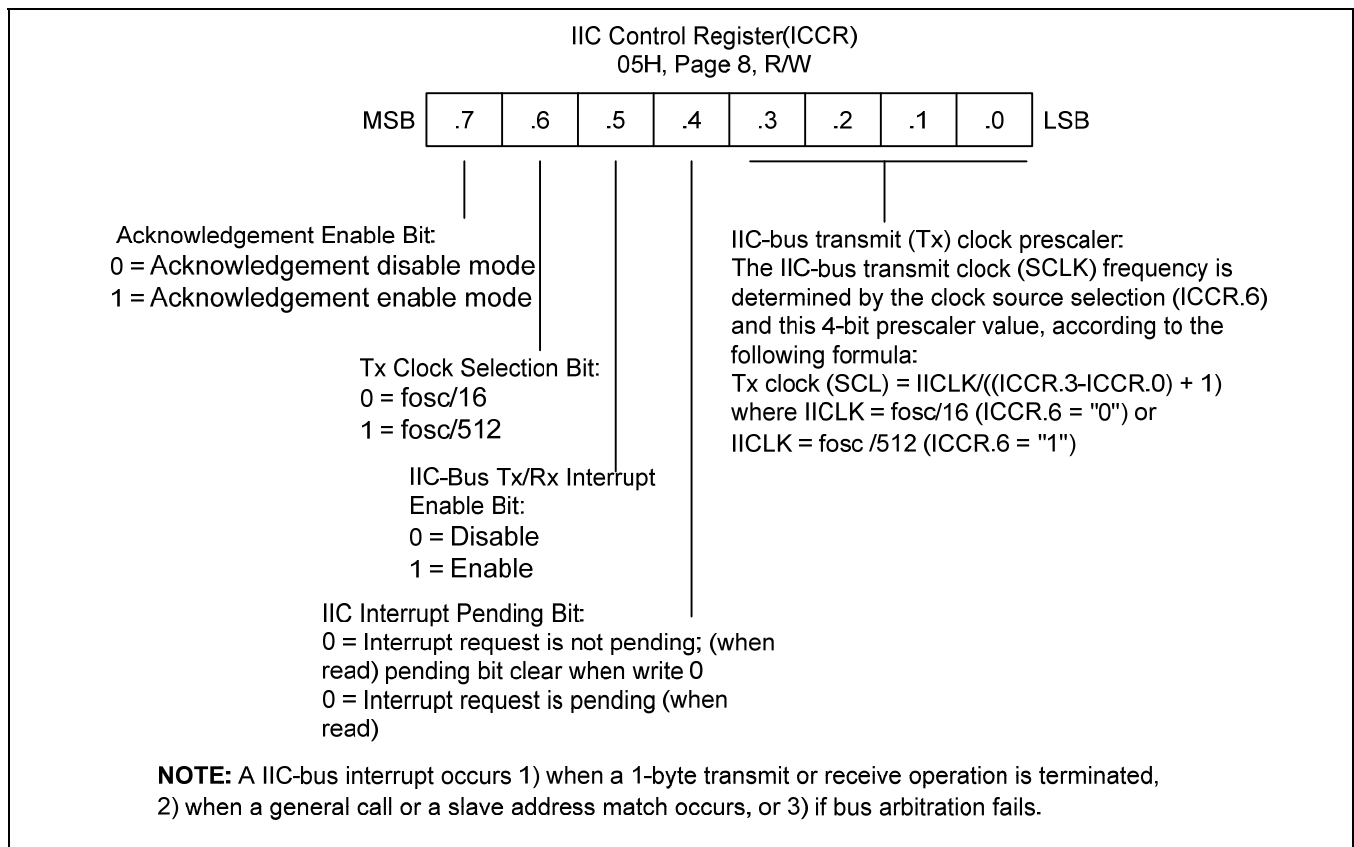 IIC Control Register(ICCR)
05H, Page 8, R/W
MSB .7 .6 .5 .4 .3 .2 .1 .0 LSB
Acknowledgement Enable Bit:
0 = Acknowledgement disable mode
1 = Acknowledgement enable mode
Tx Clock Selection Bit:
0 = fosc/16
1 = fosc/512
IIC-Bus Tx/Rx Interrupt
Enable Bit:
0 = Disable
1 = Enable
IIC Interrupt Pending Bit:
0 = Interrupt request is not pending; (when
read) pending bit clear when write 0
0 = Interrupt request is pending (when
read)
IIC-bus transmit (Tx) clock prescaler:
The IIC-bus transmit clock (SCLK) frequency is
determined by the clock source selection (ICCR.6)
and this 4-bit prescaler value, according to the
following formula:
Tx clock (SCL) = IICLK/((ICCR.3-ICCR.0) + 1)
where IICLK = fosc/16 (ICCR.6 = "0") or
IICLK = fosc /512 (ICCR.6 = "1")
NOTE: A IIC-bus interrupt occurs 1) when a 1-byte transmit or receive operation is terminated,
2) when a general call or a slave address match occurs, or 3) if bus arbitration fails.